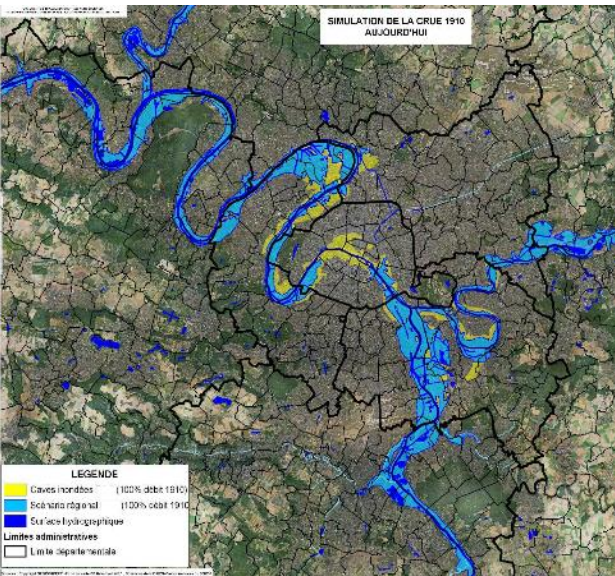 SIMULATION DE LA CRUE 1910
AUJOURD'HUI
LEGENDE
Caves inondées (100% débit 1910)
Scénario régional (100% débit 1910
Surface hydrographique
Limites administratives
Limite départementale